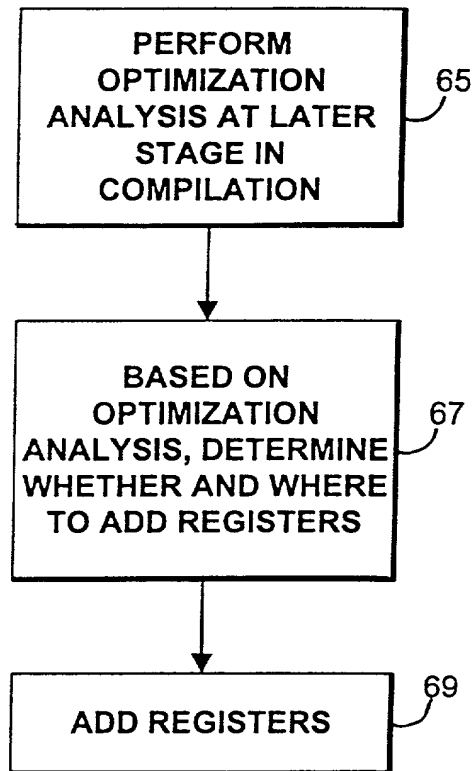 PERFORM
OPTIMIZATION
ANALYSIS AT LATER
STAGE IN
COMPILATION
65
BASED ON
OPTIMIZATION
ANALYSIS, DETERMINE
WHETHER AND WHERE
TO ADD REGISTERS
67
ADD REGISTERS
69